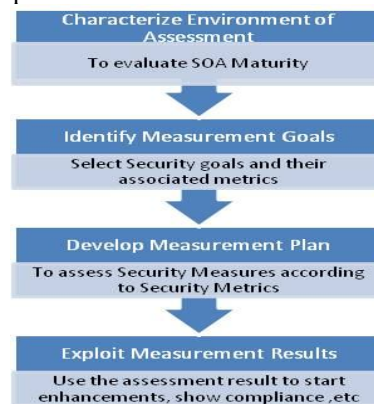 Characterize Environment of
Assessment
To evaluate SOA Maturity
Identify Measurement Goals
Select Security goals and their
associated metrics
Develop Measurement Plan
To assess Security Measures according
to Security Metrics
Exploit Measurement Results
Use the assessment result to start
enhancements, show compliance ,etc